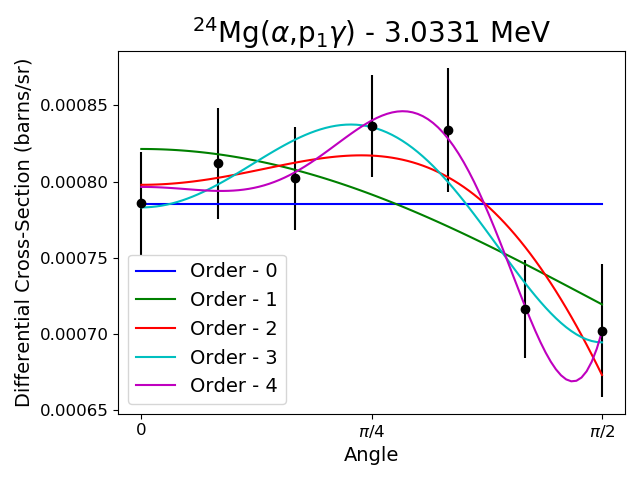 ²⁴Mg(α,p₁γ) - 3.0331 MeV
Differential Cross-Section (barns/sr)
0.00085
0.00080
0.00075
0.00070
0.00065
Order - 0
Order - 1
Order - 2
Order - 3
Order - 4
0
π/4
π/2
Angle